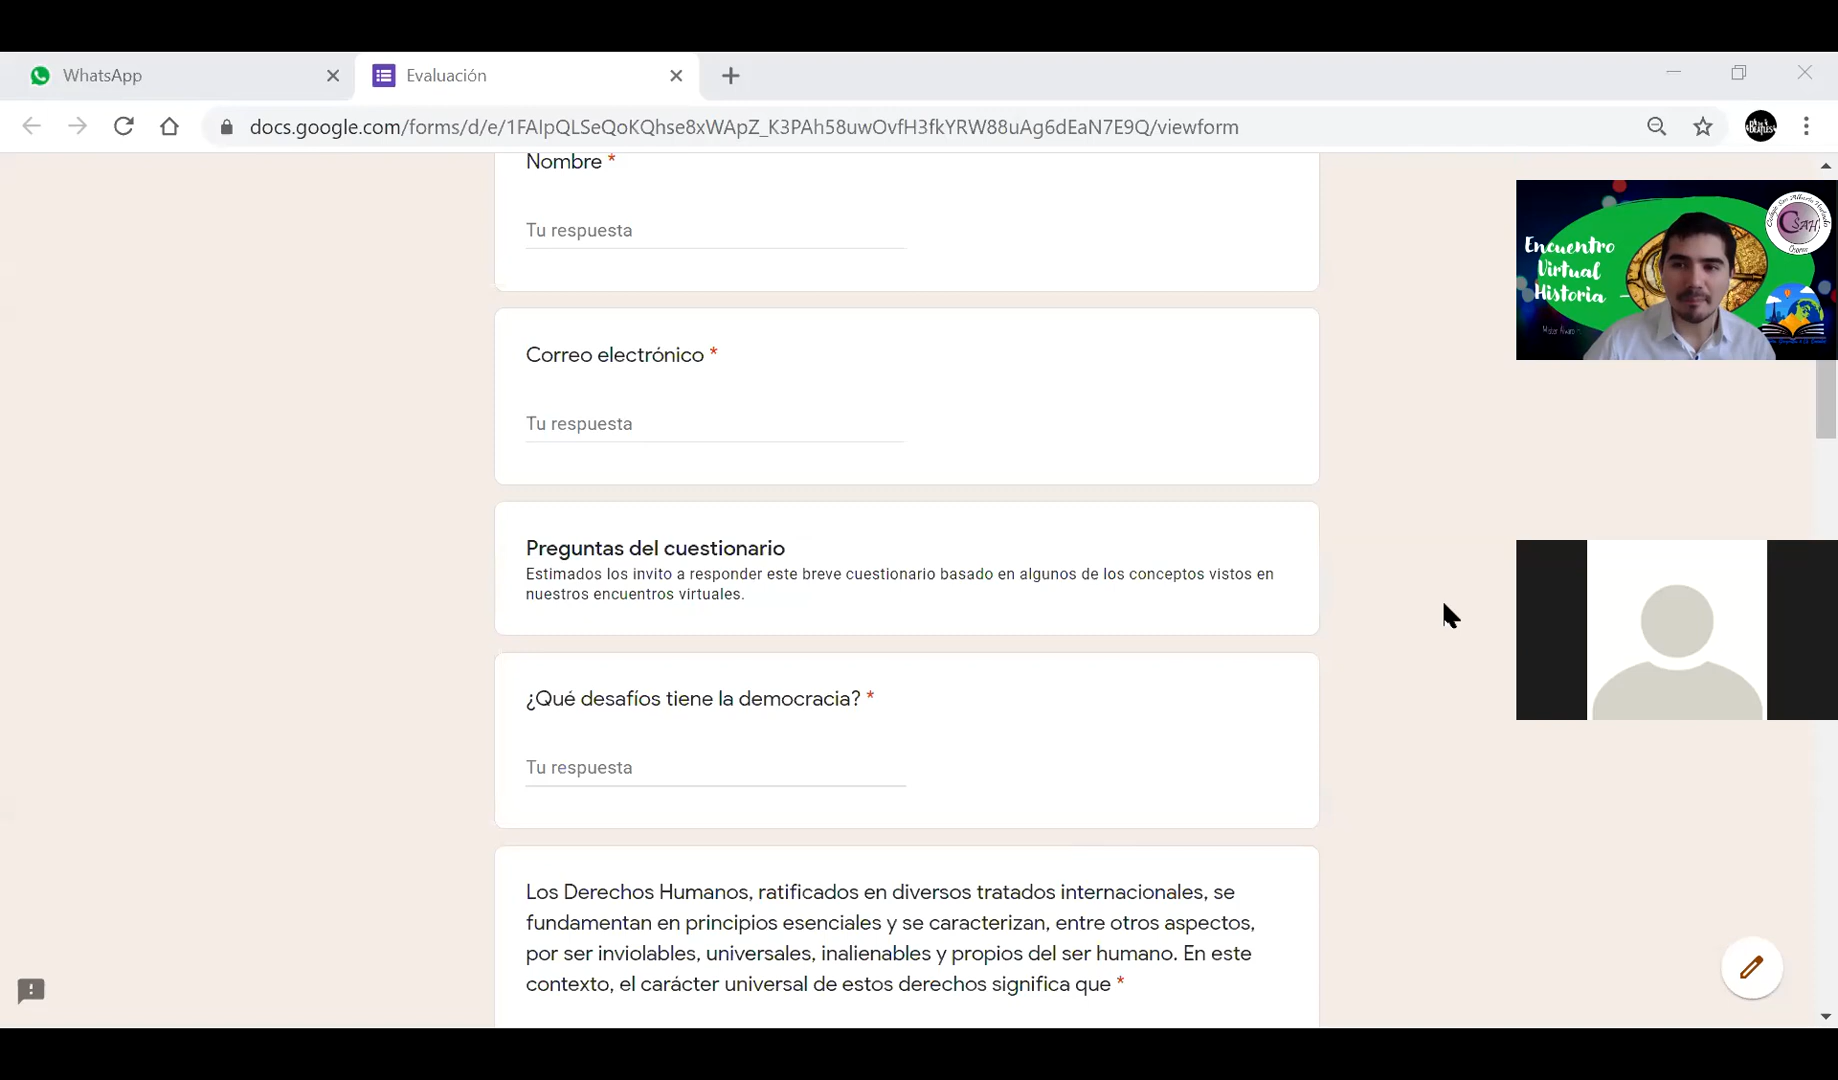 WhatsApp
Evaluación
docs.google.com/forms/d/e/1FAIpQLSeQoKQhse8xWApZ_K3PAh58uwOvfH3fkYRW88uAg6dEaN7E9Q/viewform
Nombre *
Tu respuesta
Encuentro
Virtual
Historia
CSAH
Correo electrónico *
Tu respuesta
Preguntas del cuestionario
Estimados los invito a responder este breve cuestionario basado en algunos de los conceptos vistos en
nuestros encuentros virtuales.
¿Qué desafíos tiene la democracia? *
Tu respuesta
Los Derechos Humanos, ratificados en diversos tratados internacionales, se
fundamentan en principios esenciales y se caracterizan, entre otros aspectos,
por ser inviolables, universales, inalienables y propios del ser humano. En este
contexto, el carácter universal de estos derechos significa que *